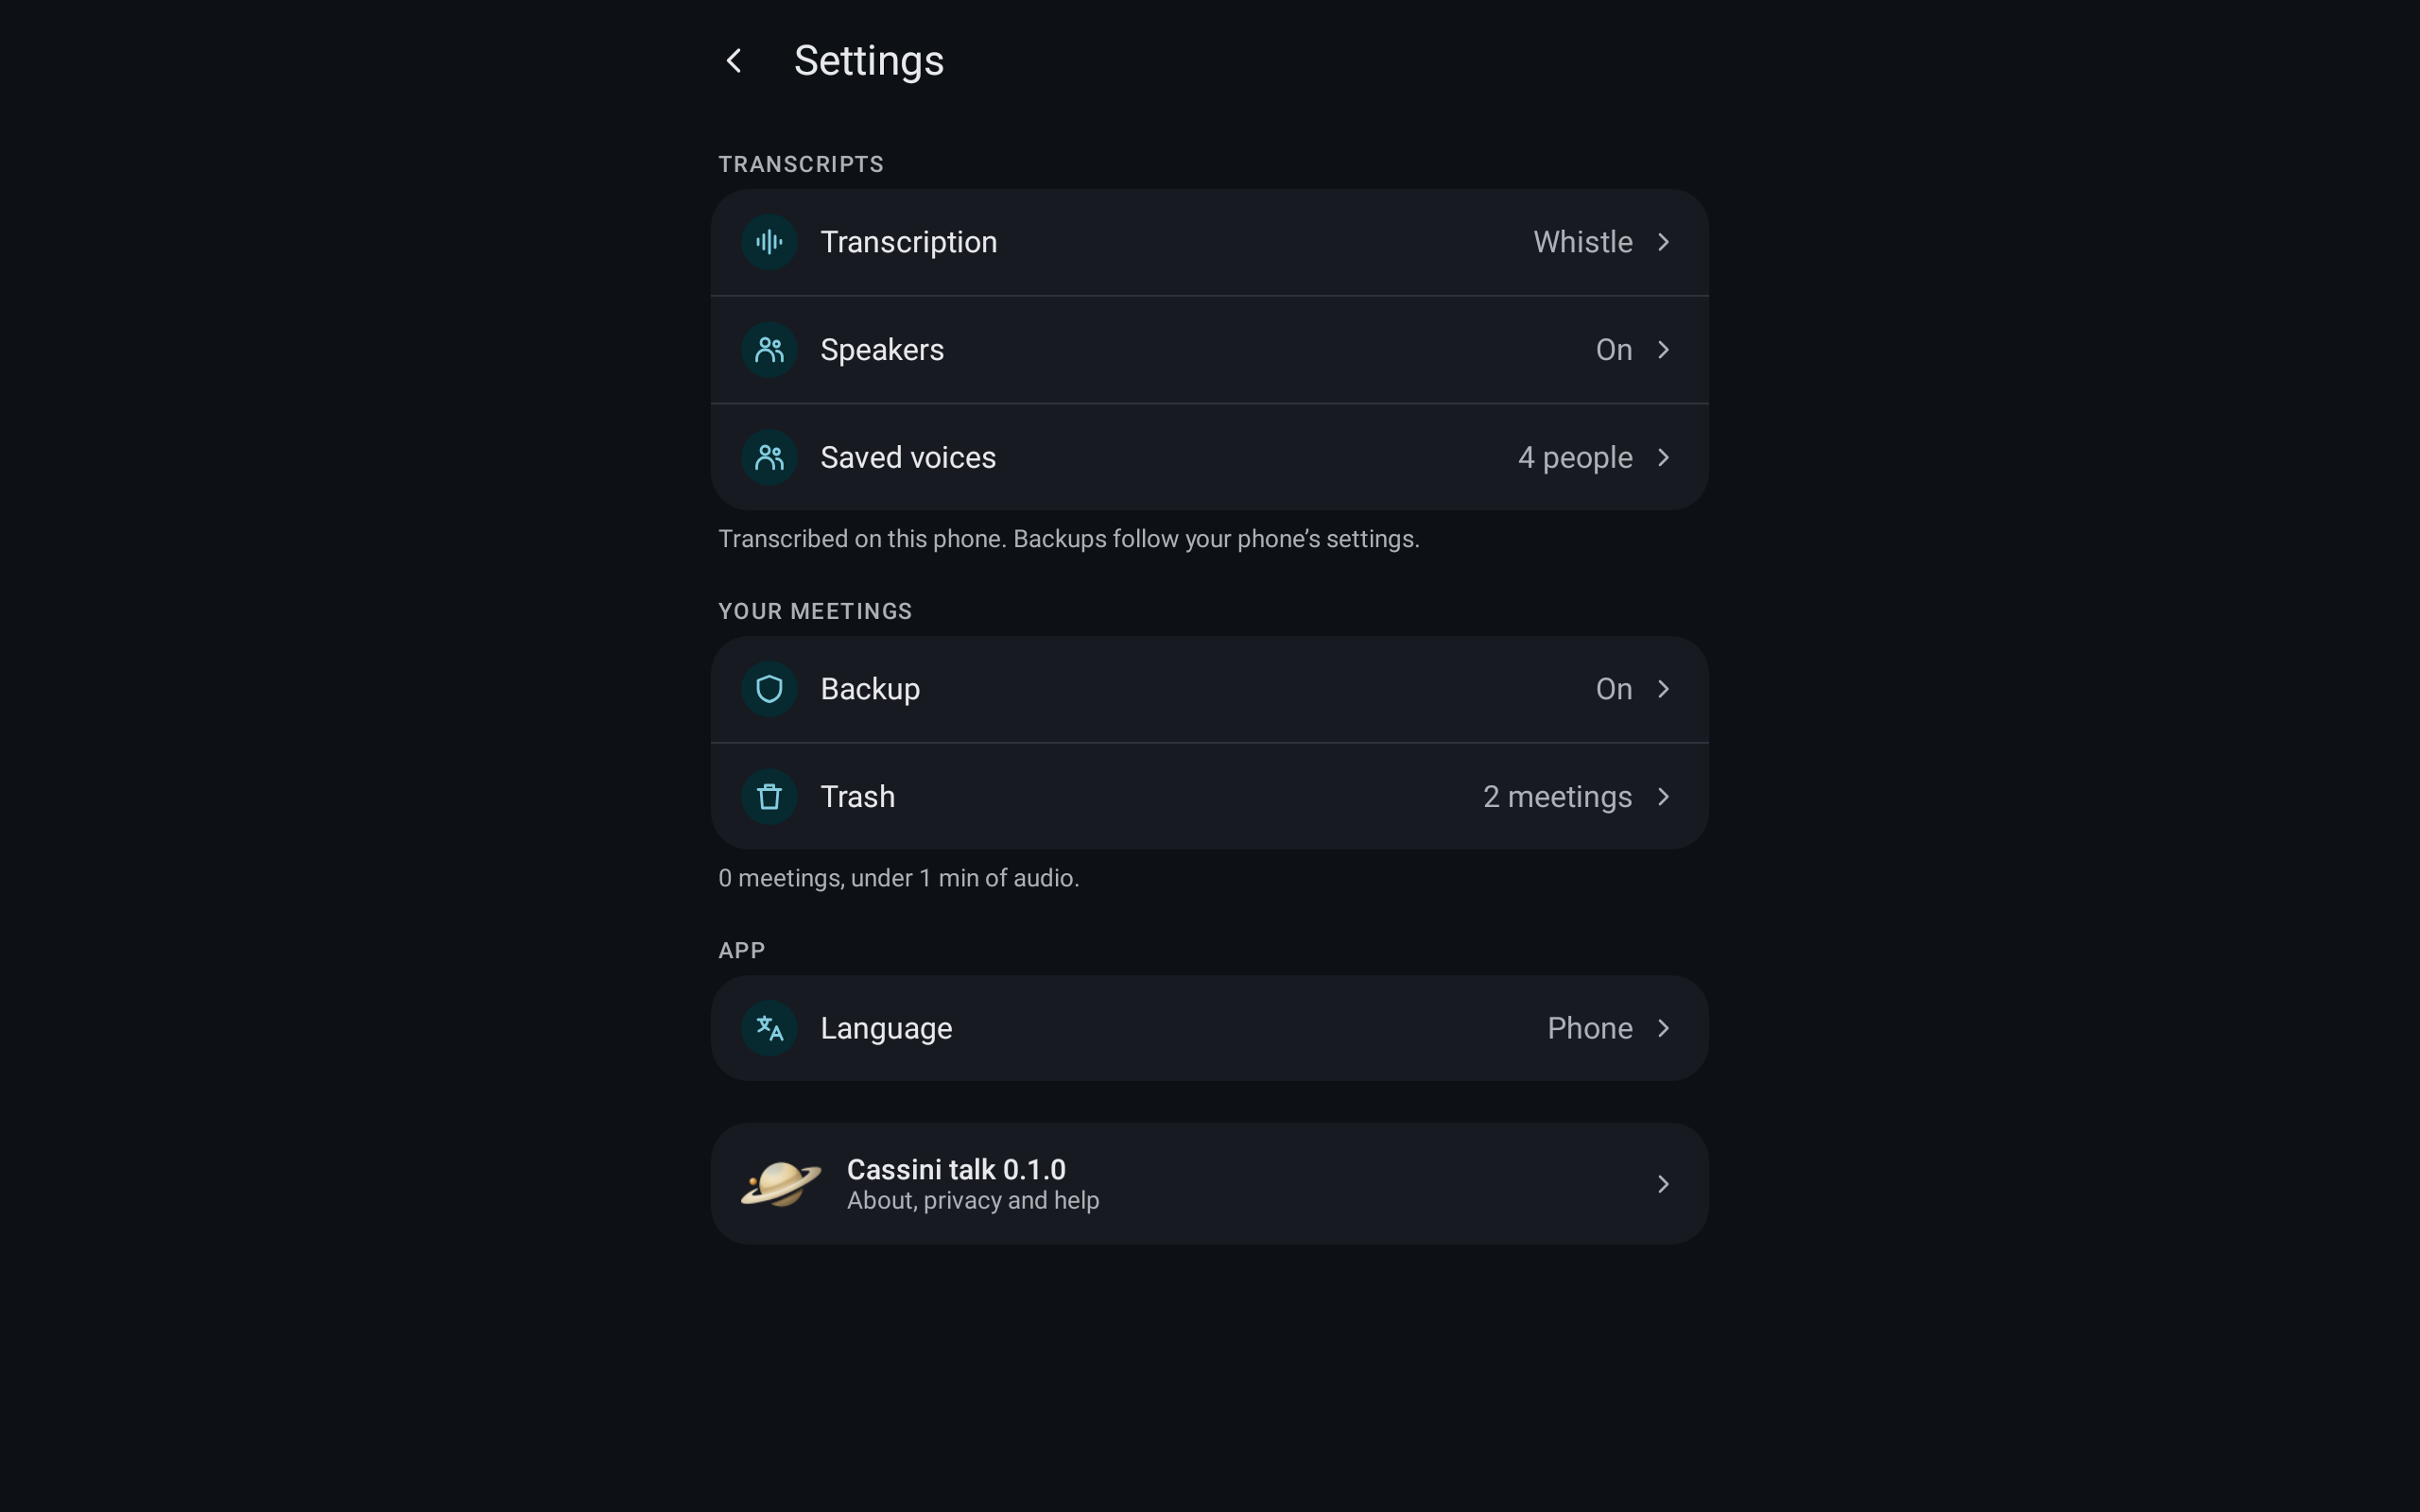 Settings
TRANSCRIPTS
Transcription
Whistle
Speakers
On
Saved voices
4 people
Transcribed on this phone. Backups follow your phone’s settings.
YOUR MEETINGS
Backup
On
Trash
2 meetings
0 meetings, under 1 min of audio.
APP
Language
Phone
Cassini talk 0.1.0
About, privacy and help